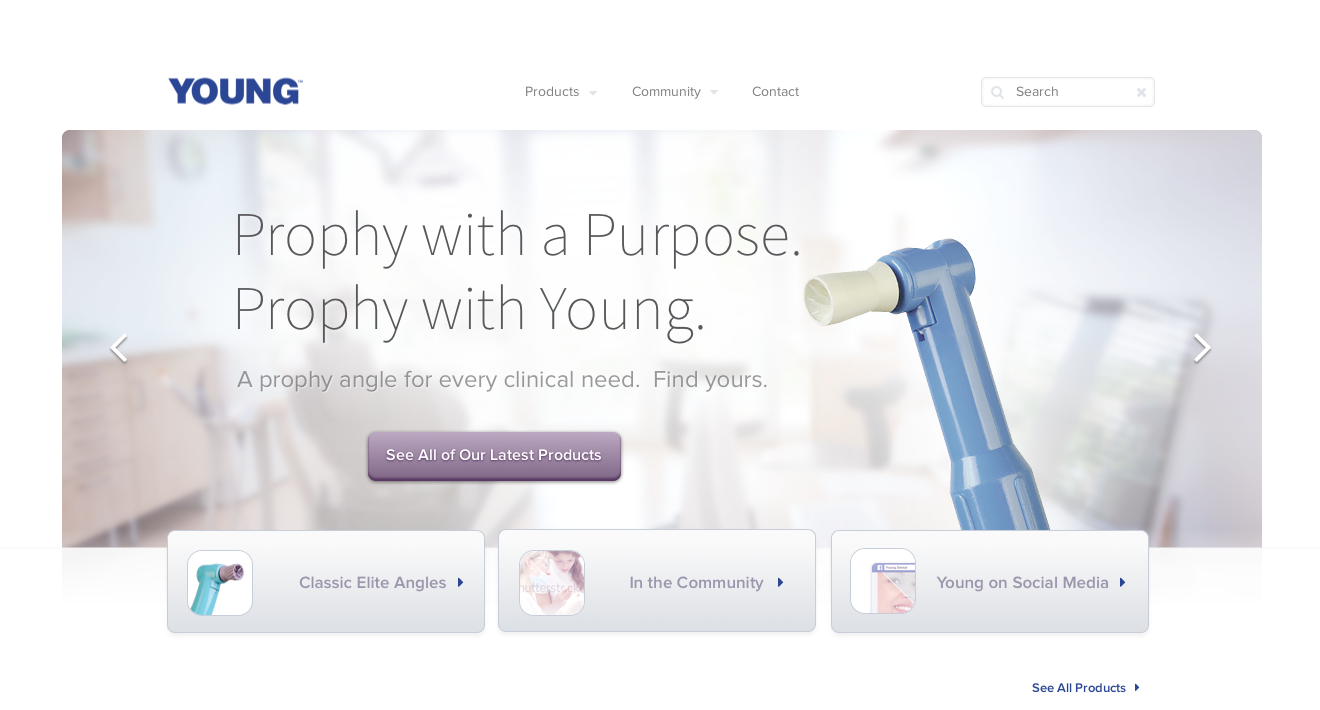 YOUNG™
Products
Community
Contact
Search
Prophy with a Purpose.
Prophy with Young.
A prophy angle for every clinical need. Find yours.
See All of Our Latest Products
Classic Elite Angles
In the Community
Young on Social Media
See All Products